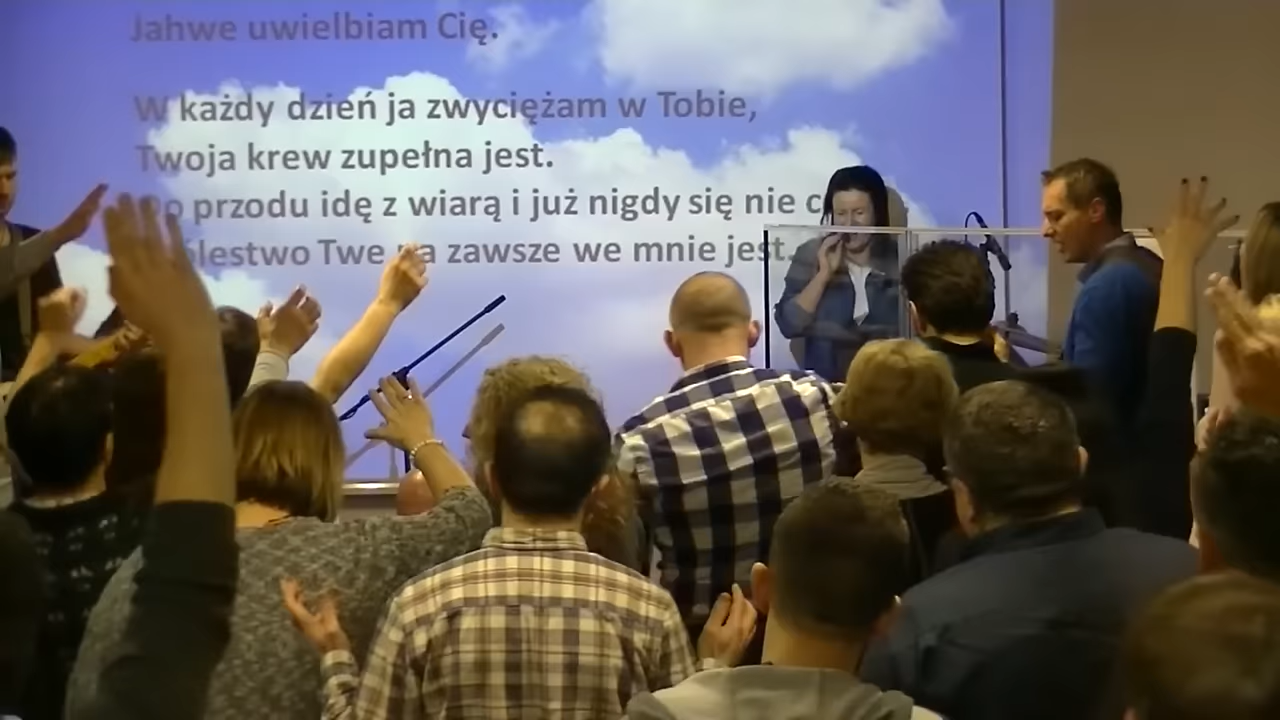 Jahwe uwielbiam Cię.
W każdy dzień ja zwyciężam w Tobie,
Twoja krew zupełna jest.
przodu idę z wiarą i już nigdy się nie
Twe na zawsze we mnie jest.